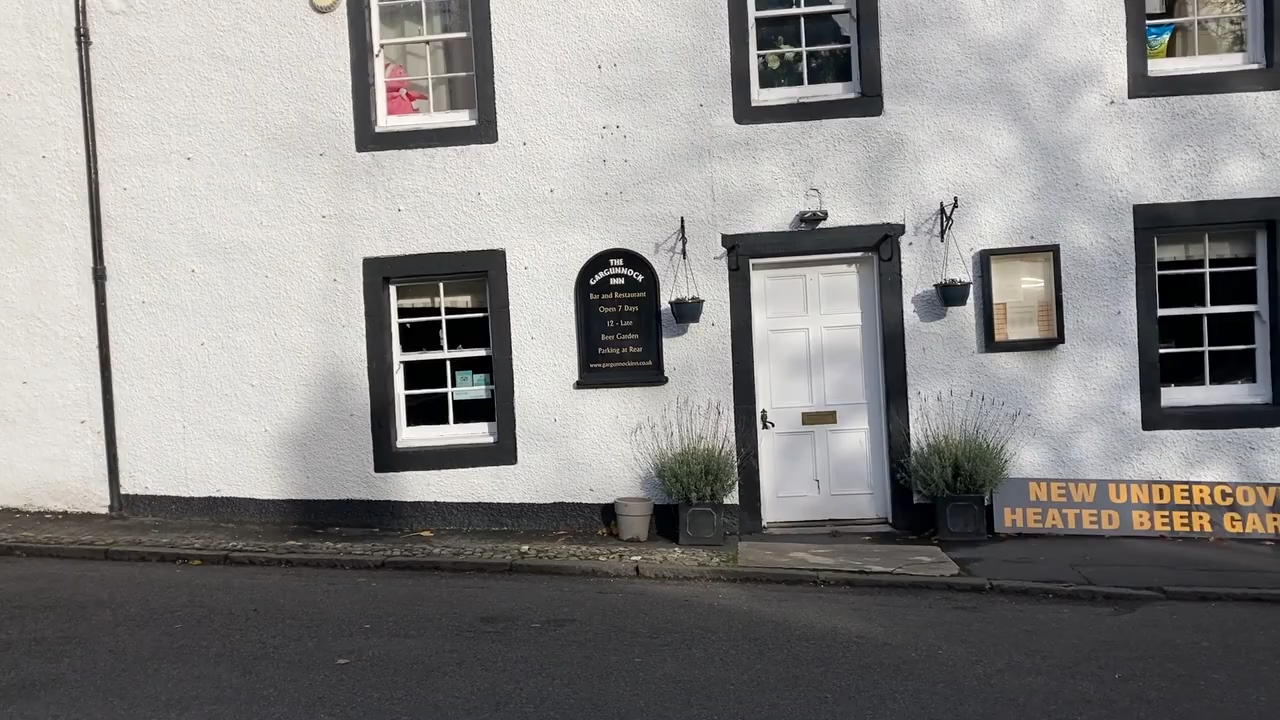 THE
GARGUNNOCK
INN
Bar and Restaurant
Open 7 Days
12 - Late
Beer Garden
Parking at Rear
www.gargunnockinn.co.uk
NEW UNDERCOV
HEATED BEER GAR